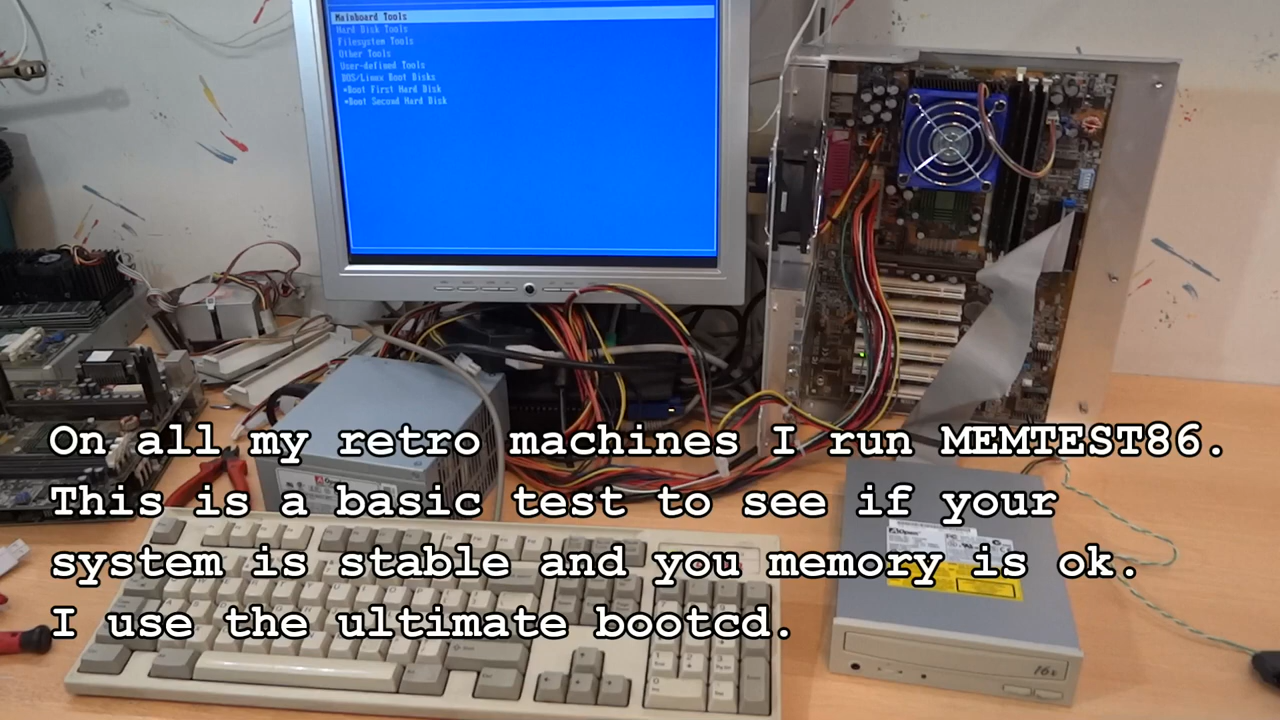 Mainboard Tools
Hard Disk Tools
Filesystem Tools
Other Tools
User-defined Tools
DOS/Linux Boot Disks
*Boot First Hard Disk
*Boot Second Hard Disk
On all my retro machines I run MEMTEST86.
This is a basic test to see if your
system is stable and you memory is ok.
I use the ultimate bootcd.
AOpen
16x